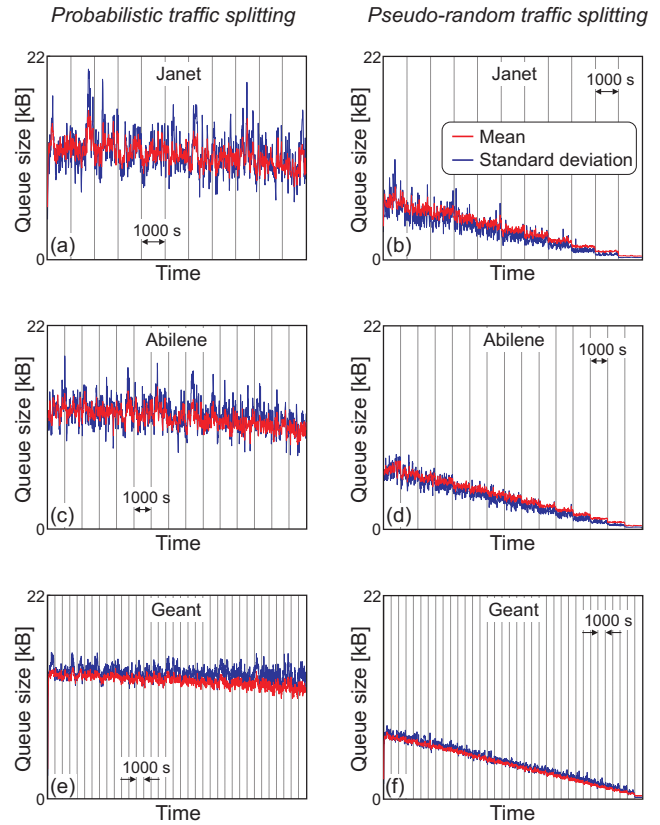 Probabilistic traffic splitting
Pseudo-random traffic splitting
22
Janet
Queue size [kB]
1000 s
(a)
0
Time
22
Janet
1000 s
Mean
Standard deviation
Queue size [kB]
(b)
0
Time
22
Abilene
Queue size [kB]
1000 s
(c)
0
Time
22
Abilene
1000 s
Queue size [kB]
(d)
0
Time
22
Geant
Queue size [kB]
1000 s
(e)
0
Time
22
Geant
1000 s
Queue size [kB]
(f)
0
Time